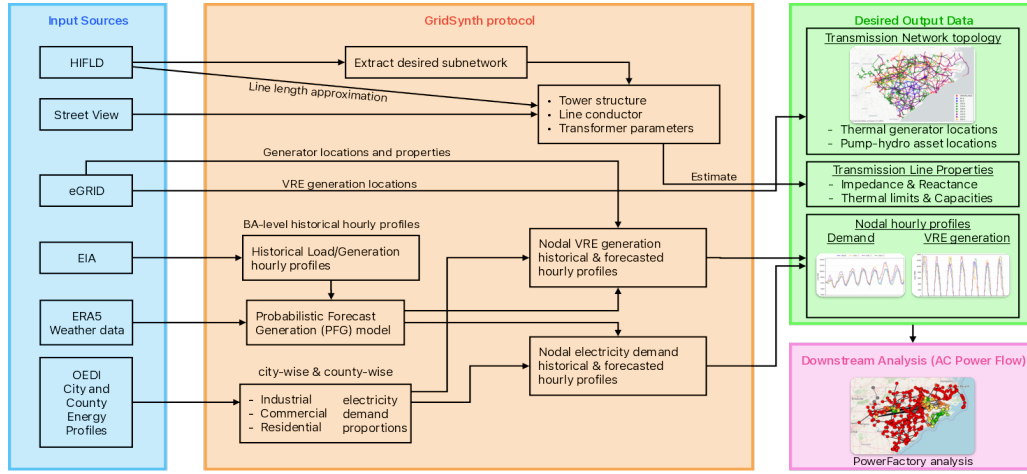 Input Sources
GridSynth protocol
Desired Output Data
HIFLD
Extract desired subnetwork
Line length approximation
Street View
• Tower structure
• Line conductor
• Transformer parameters
Transmission Network topology
- Thermal generator locations
- Pump-hydro asset locations
Generator locations and properties
eGRID
VRE generation locations
Estimate
Transmission Line Properties
- Impedance & Reactance
- Thermal limits & Capacities
BA-level historical hourly profiles
EIA
Historical Load/Generation
hourly profiles
Nodal VRE generation
historical & forecasted
hourly profiles
Nodal hourly profiles
Demand
VRE generation
ERA5
Weather data
Probabilistic Forecast
Generation (PFG) model
Nodal electricity demand
historical & forecasted
hourly profiles
OEDI
City and
County
Energy
Profiles
city-wise & county-wise
- Industrial
- Commercial
- Residential
electricity
demand
proportions
Downstream Analysis (AC Power Flow)
PowerFactory analysis